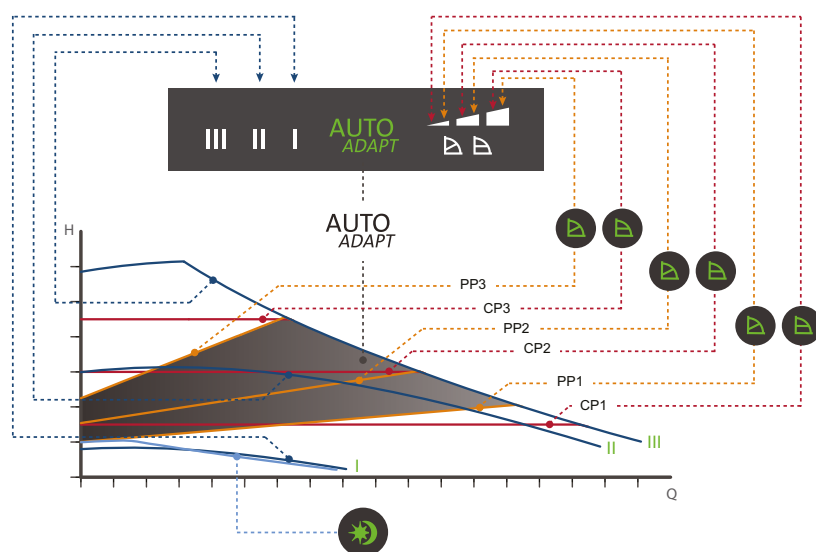 III II I
AUTO
ADAPT
AUTO
ADAPT
H
PP3
CP3
PP2
CP2
PP1
CP1
III
II
I
Q